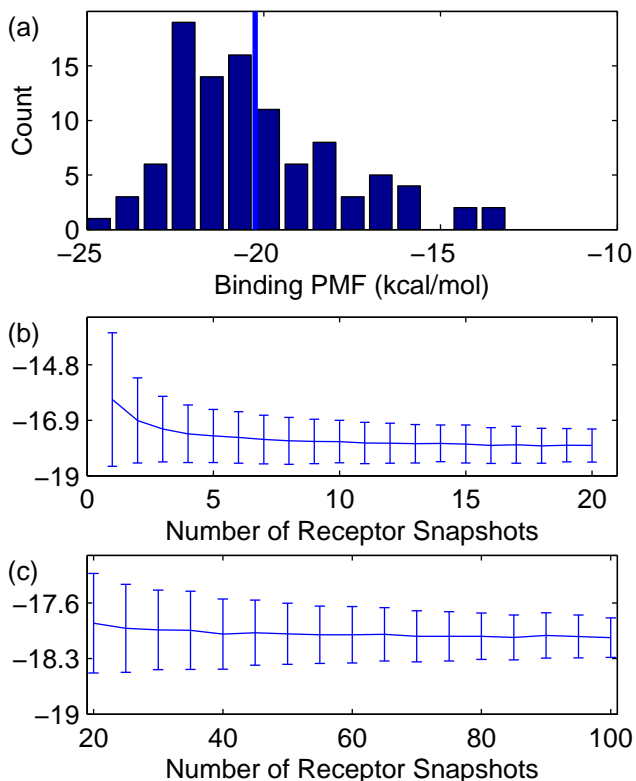 (a)
Count
15
10
5
0
−25 −20 −15 −10
Binding PMF (kcal/mol)
(b)
−14.8
−16.9
−19
0 5 10 15 20
Number of Receptor Snapshots
(c)
−17.6
−18.3
−19
20 40 60 80 100
Number of Receptor Snapshots